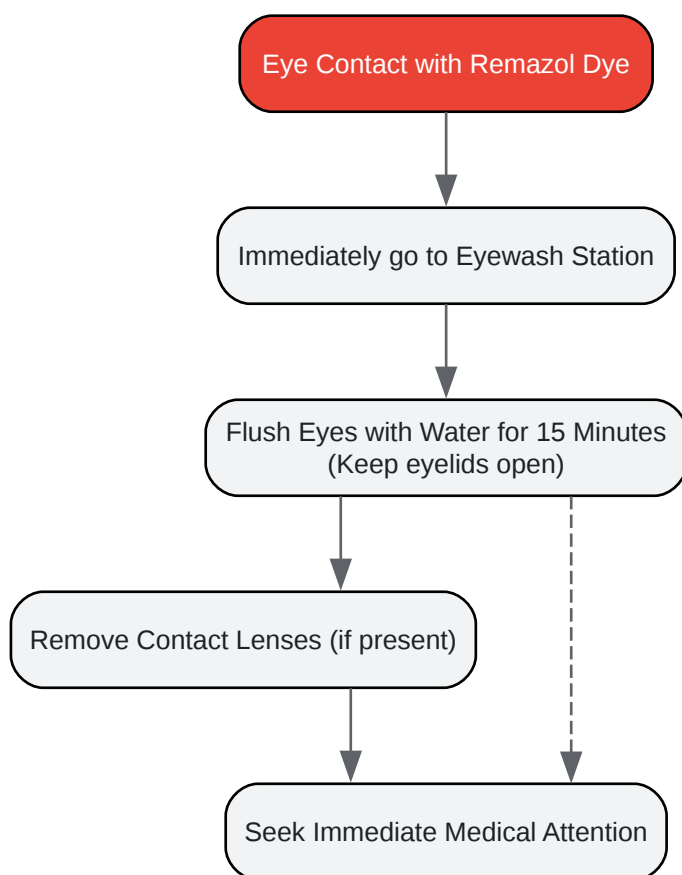 Eye Contact with Remazol Dye
Immediately go to Eyewash Station
Flush Eyes with Water for 15 Minutes
(Keep eyelids open)
Remove Contact Lenses (if present)
Seek Immediate Medical Attention